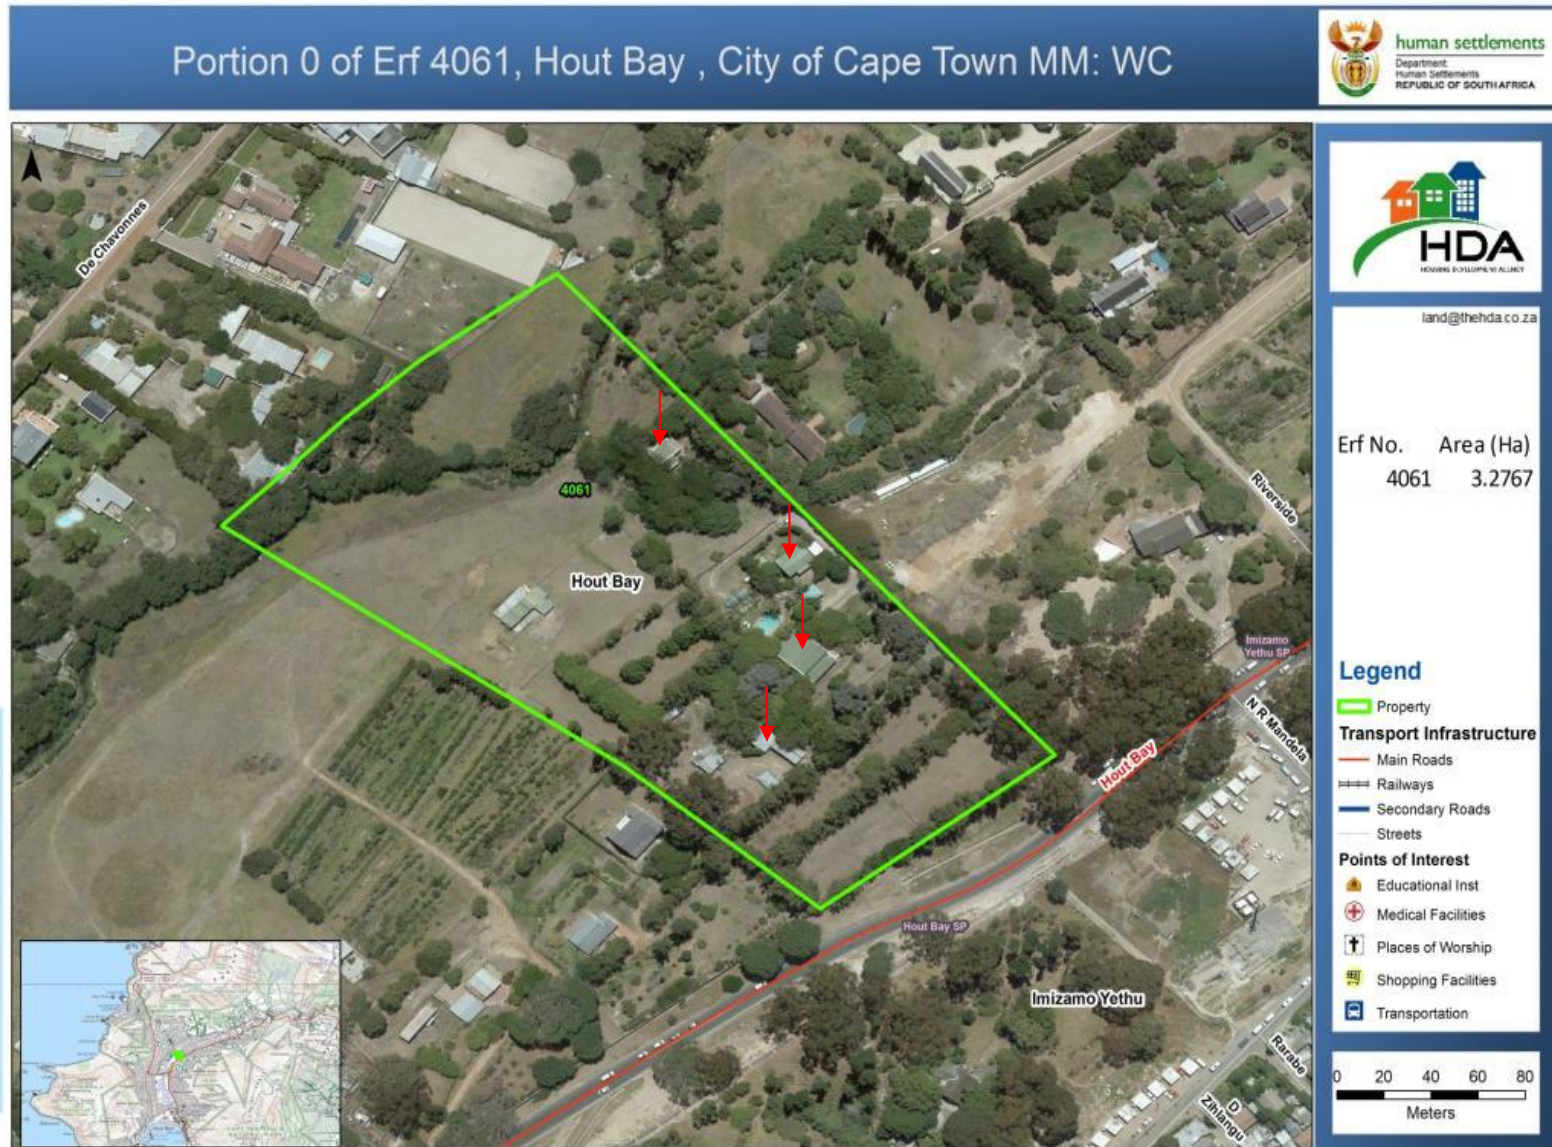 Portion 0 of Erf 4061, Hout Bay , City of Cape Town MM: WC
human settlements
Department:
Human Settlements
REPUBLIC OF SOUTH AFRICA
De Chavonnes
4061
Hout Bay
Riverside
Imizamo
Yethu SP
N R Mandela
Hout Bay
Hout Bay SP
Imizamo Yethu
Rarabe
D
Zihlangu
HDA
HOUSING DEVELOPMENT AGENCY
land@thehda.co.za
Erf No. Area (Ha)
4061 3.2767
Legend
Property
Transport Infrastructure
Main Roads
Railways
Secondary Roads
Streets
Points of Interest
Educational Inst
Medical Facilities
Places of Worship
Shopping Facilities
Transportation
0 20 40 60 80
Meters